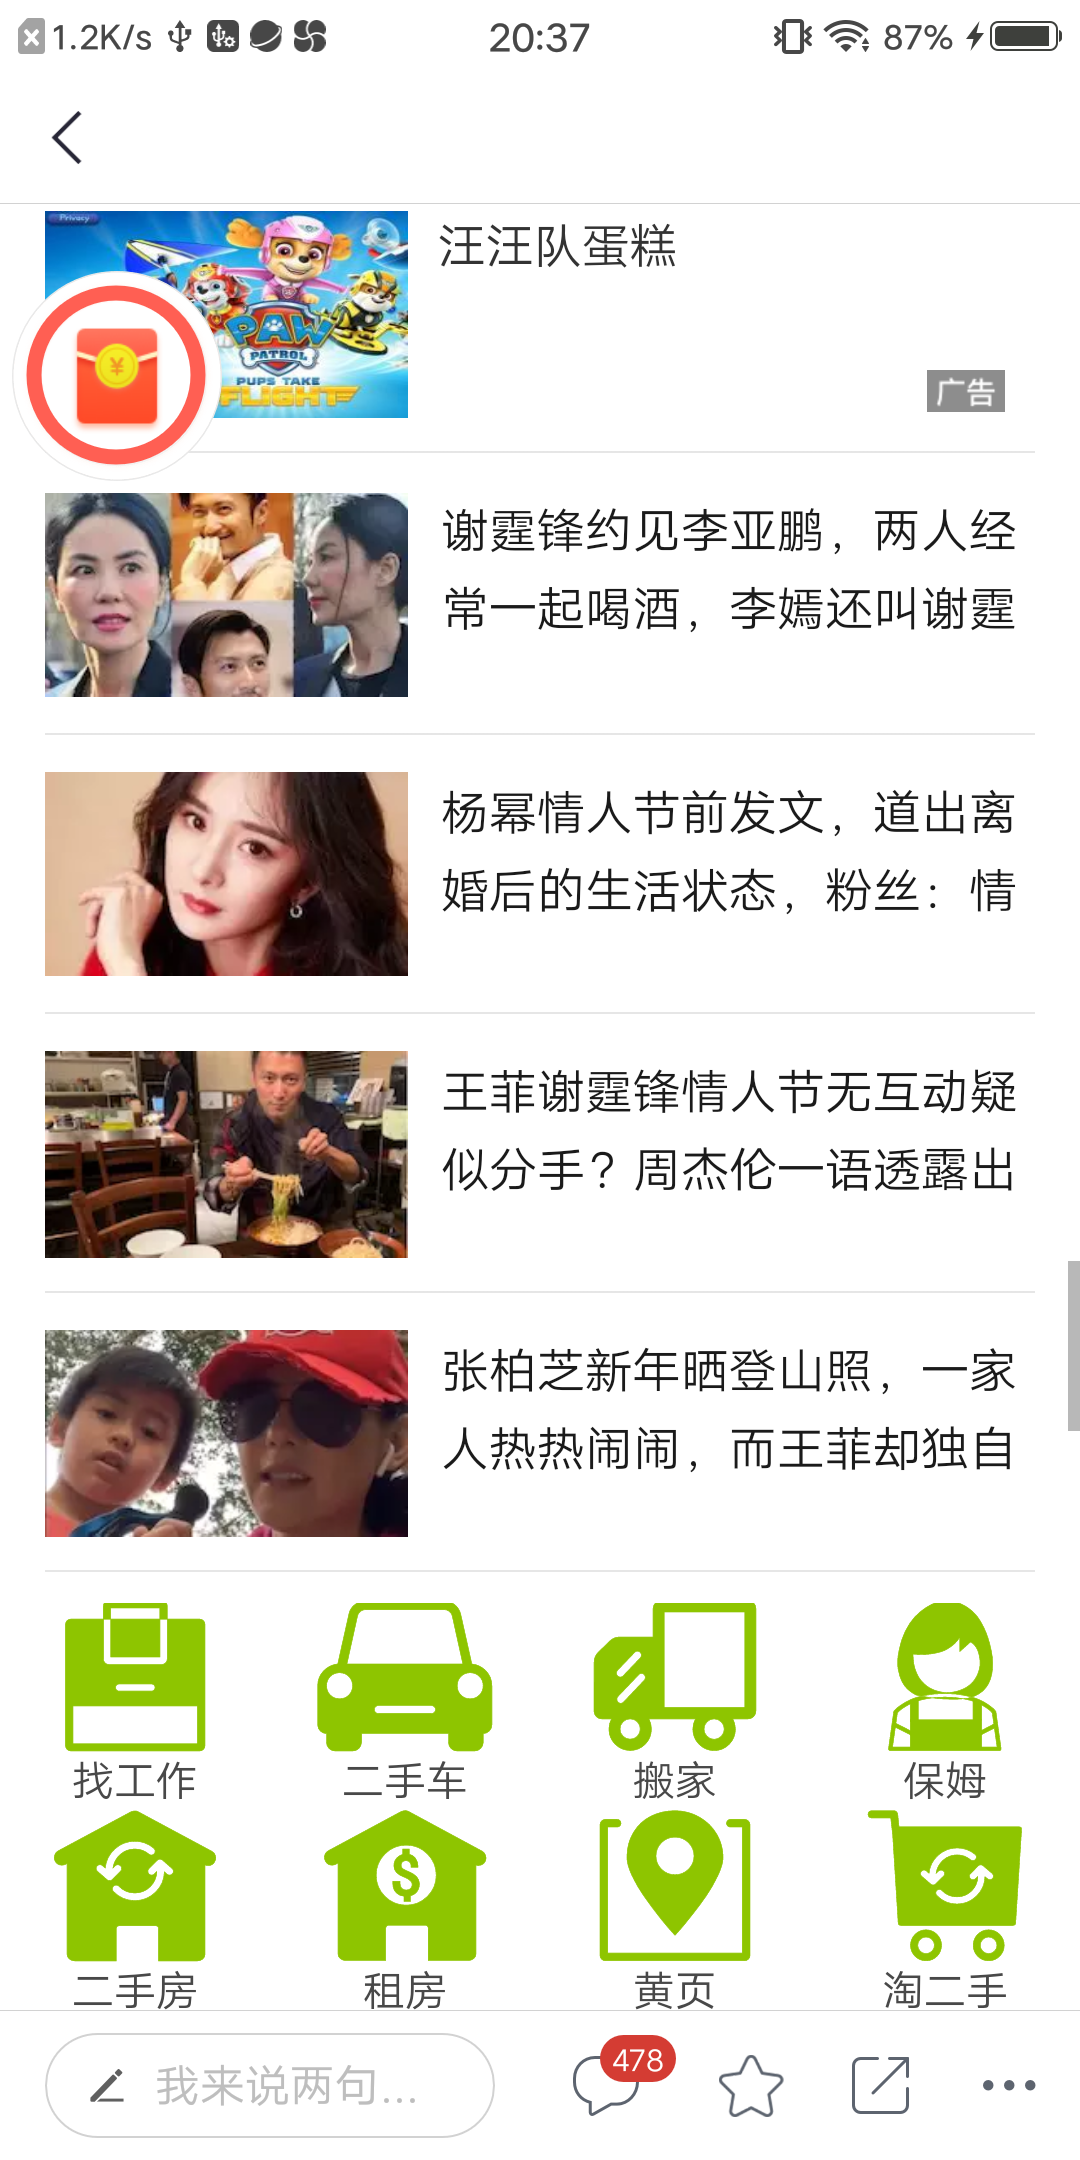 1.2K/s
20:37
87%
Privacy
PAW
PATROL
PUPS TAKE
FLIGHT
¥
汪汪队蛋糕
广告
谢霆锋约见李亚鹏，两人经
常一起喝酒，李嫣还叫谢霆
杨幂情人节前发文，道出离
婚后的生活状态，粉丝：情
王菲谢霆锋情人节无互动疑
似分手？周杰伦一语透露出
张柏芝新年晒登山照，一家
人热热闹闹，而王菲却独自
找工作
二手车
搬家
保姆
二手房
租房
黄页
淘二手
我来说两句...
478